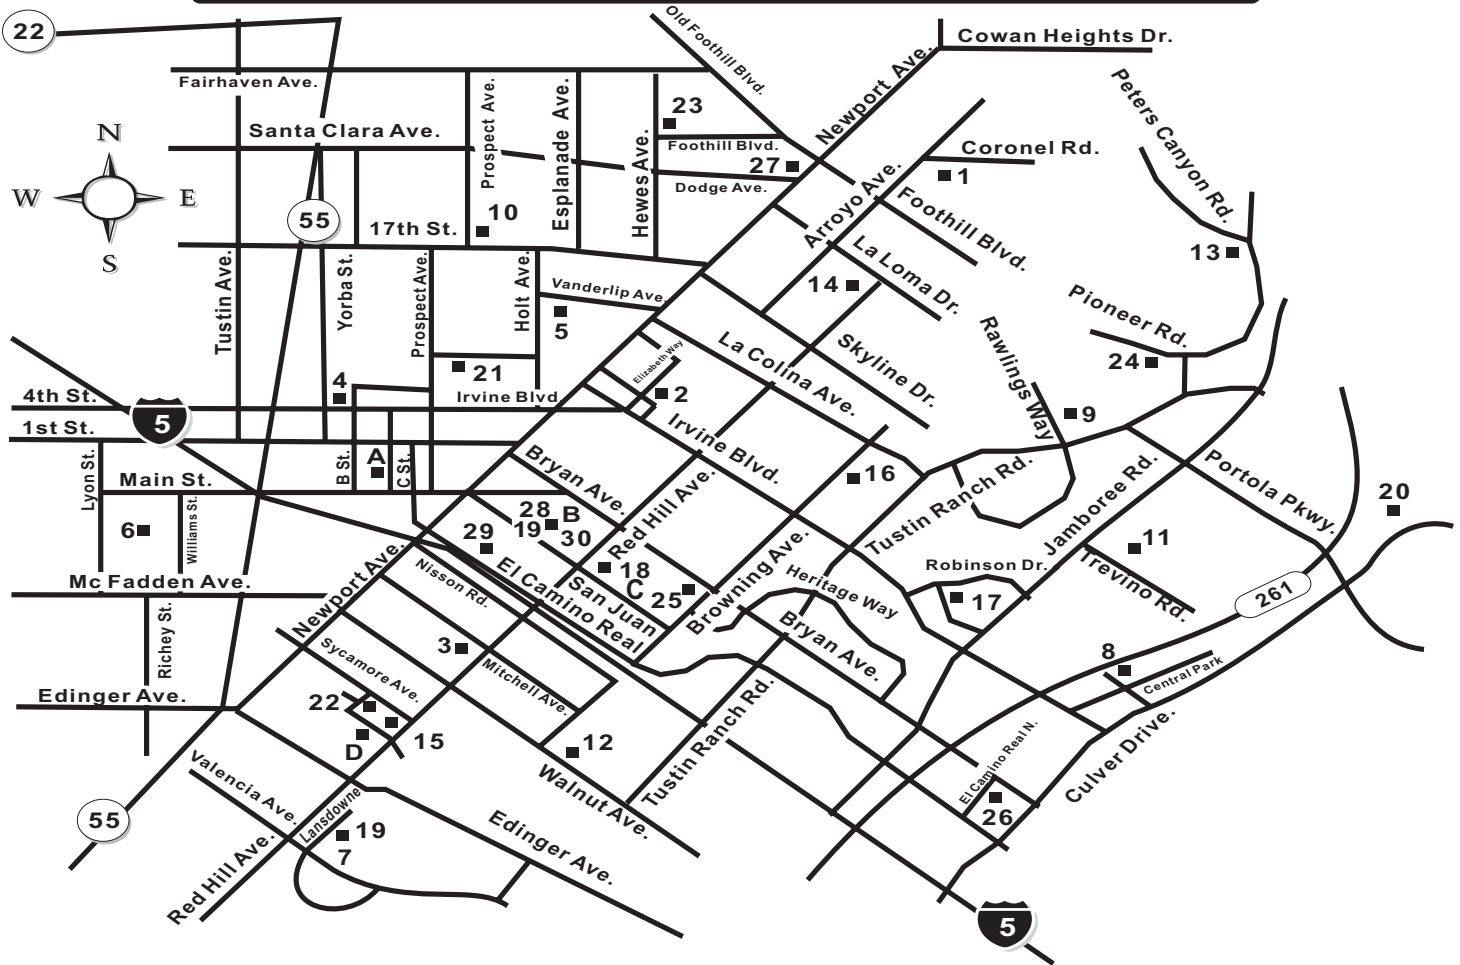 22
Old Foothill Blvd.
Cowan Heights Dr.
Newport Ave.
Fairhaven Ave.
Peters Canyon Rd.
Prospect Ave.
Esplanade Ave.
23
N
Santa Clara Ave.
Hewes Ave.
Foothill Blvd.
Coronel Rd.
27
Dodge Ave.
1
W
E
Arroyo Ave.
Foothill Blvd.
55
17th St.
10
S
La Loma Dr.
13
Tustin Ave.
Yorba St.
Prospect Ave.
Holt Ave.
Vanderlip Ave.
14
5
Pioneer Rd.
Rawlings Way
La Colina Ave.
Skyline Dr.
24
Elizabeth Way
21
4
2
4th St.
Irvine Blvd.
9
5
1st St.
Irvine Blvd.
Lyon St.
B St.
A
C St.
Bryan Ave.
16
Tustin Ranch Rd.
Jamboree Rd.
Portola Pkwy.
Main St.
Red Hill Ave.
20
Williams St.
28
B
19
30
6
29
11
Mc Fadden Ave.
Newport Ave.
Nisson Rd.
El Camino Real
San Juan
18
C
25
Browning Ave.
Heritage Way
Robinson Dr.
17
Trevino Rd.
261
Richey St.
Sycamore Ave.
3
Mitchell Ave.
Bryan Ave.
8
Central Park
Edinger Ave.
22
15
D
12
Tustin Ranch Rd.
El Camino Real N.
Culver Drive.
Valencia Ave.
Walnut Ave.
26
55
Lansdowne
19
7
Edinger Ave.
Red Hill Ave.
5